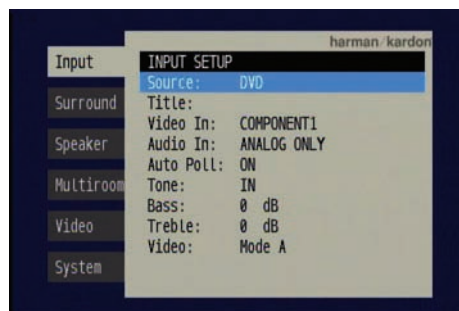 harman/kardon
Input
Surround
Speaker
Multiroom
Video
System
INPUT SETUP
Source: DVD
Title:
Video In: COMPONENT1
Audio In: ANALOG ONLY
Auto Poll: ON
Tone: IN
Bass: 0 dB
Treble: 0 dB
Video: Mode A